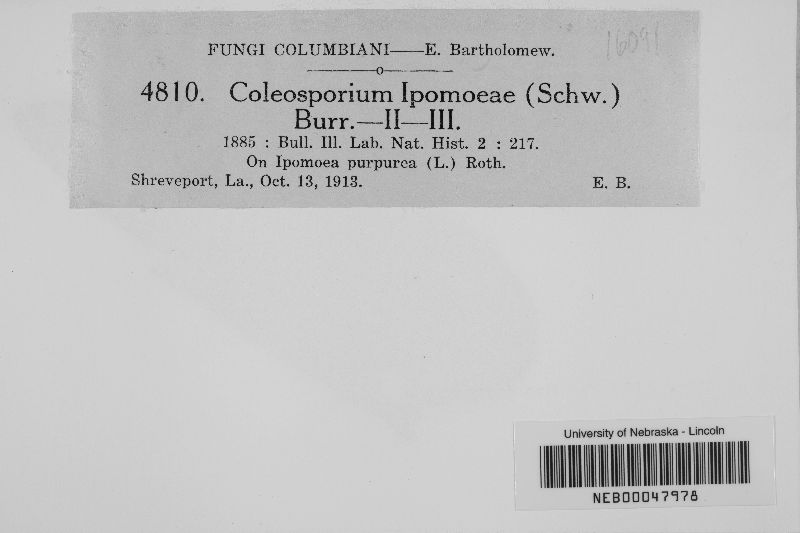 FUNGI COLUMBIANI——E. Bartholomew.
16091
4810. Coleosporium Ipomoeae (Schw.)
Burr.—II—III.
1885 : Bull. Ill. Lab. Nat. Hist. 2 : 217.
On Ipomoea purpurea (L.) Roth.
Shreveport, La., Oct. 13, 1913. E. B.
University of Nebraska - Lincoln
NEB00047978